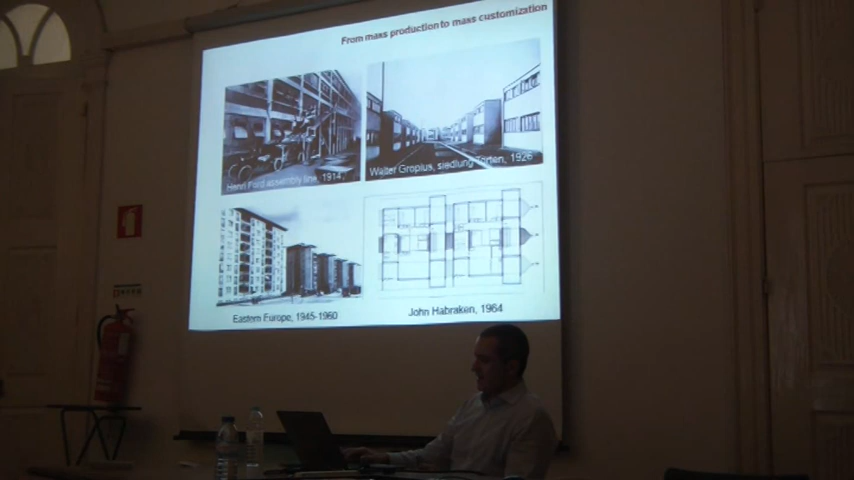 From mass production to mass customization
Henri Ford assembly line, 1914,
Walter Gropius, siedlung Törten, 1926
Eastern Europe, 1945-1960
John Habraken, 1964